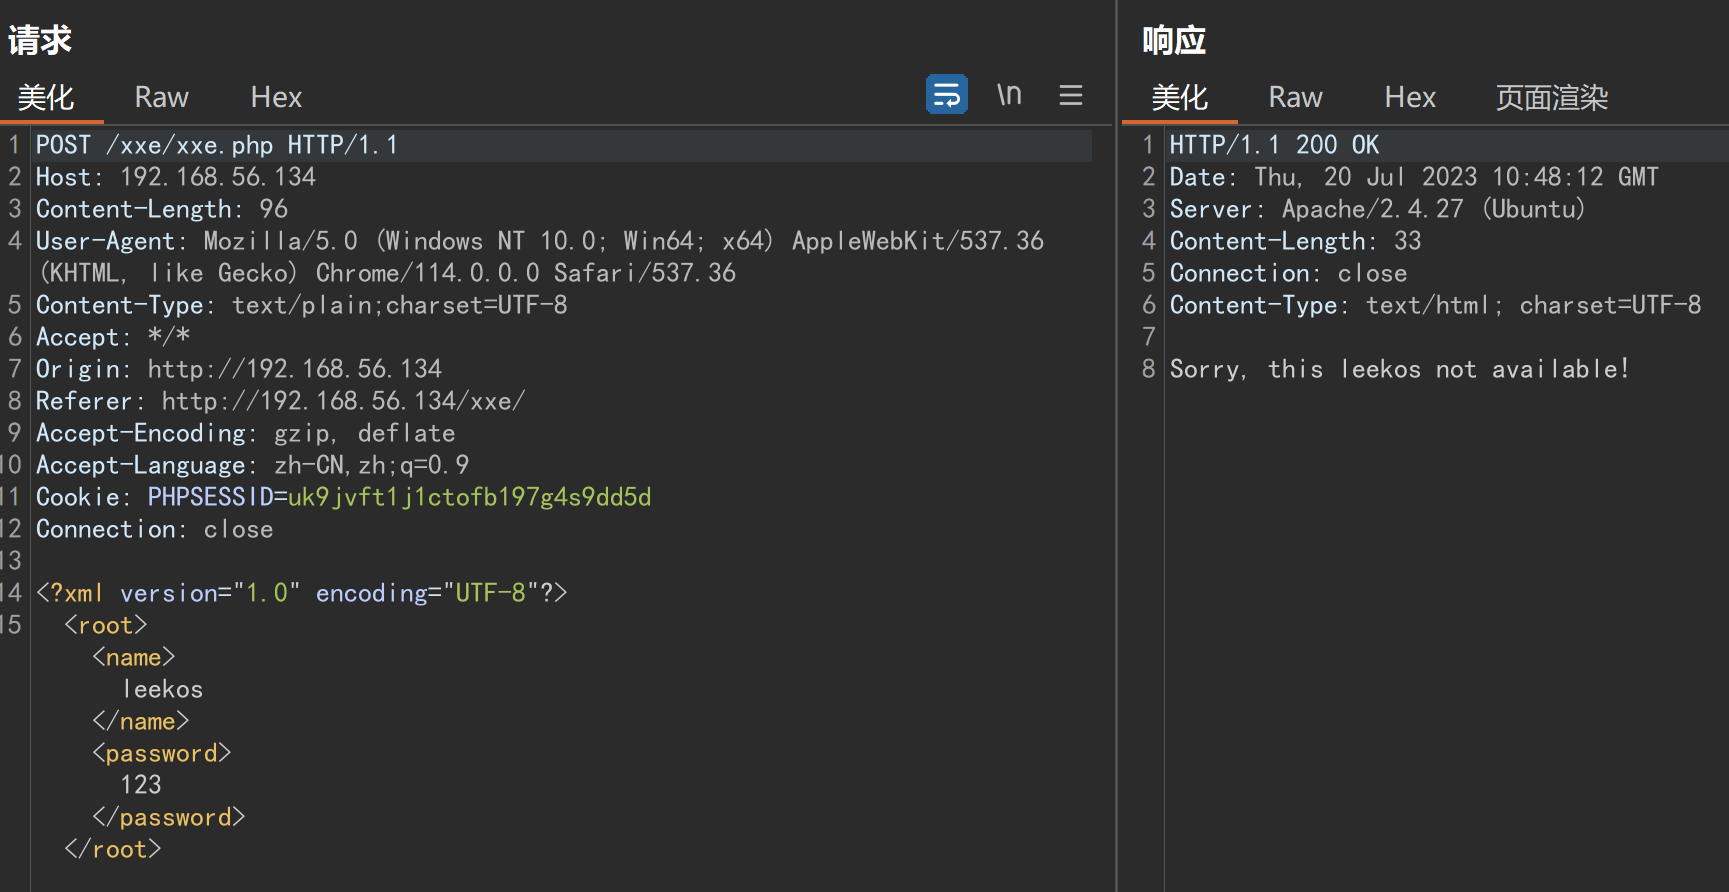 请求
美化 Raw Hex \n
1 POST /xxe/xxe.php HTTP/1.1
2 Host: 192.168.56.134
3 Content-Length: 96
4 User-Agent: Mozilla/5.0 (Windows NT 10.0; Win64; x64) AppleWebKit/537.36
(KHTML, like Gecko) Chrome/114.0.0.0 Safari/537.36
5 Content-Type: text/plain;charset=UTF-8
6 Accept: */*
7 Origin: http://192.168.56.134
8 Referer: http://192.168.56.134/xxe/
9 Accept-Encoding: gzip, deflate
10 Accept-Language: zh-CN,zh;q=0.9
11 Cookie: PHPSESSID=uk9jvft1j1ctofb197g4s9dd5d
12 Connection: close
13
14 <?xml version="1.0" encoding="UTF-8"?>
15 <root>
<name>
leekos
</name>
<password>
123
</password>
</root>
响应
美化 Raw Hex 页面渲染
1 HTTP/1.1 200 OK
2 Date: Thu, 20 Jul 2023 10:48:12 GMT
3 Server: Apache/2.4.27 (Ubuntu)
4 Content-Length: 33
5 Connection: close
6 Content-Type: text/html; charset=UTF-8
7
8 Sorry, this leekos not available!